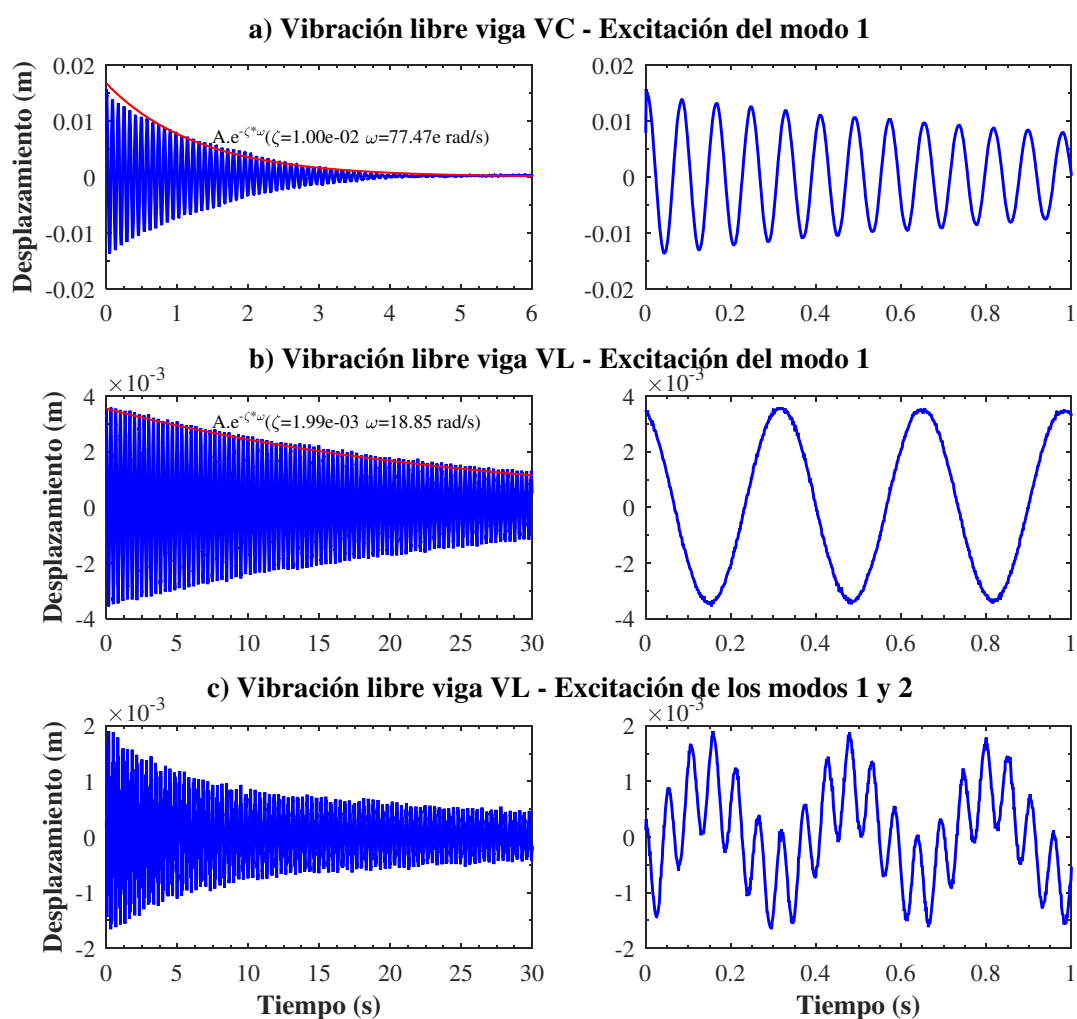 a) Vibración libre viga VC - Excitación del modo 1
Desplazamiento (m)
0.02
0.01
0
-0.01
-0.02
A.e-ζ*ω(ζ=1.00e-02 ω=77.47e rad/s)
0 1 2 3 4 5 6
0.02
0.01
0
-0.01
-0.02
0 0.2 0.4 0.6 0.8 1
b) Vibración libre viga VL - Excitación del modo 1
Desplazamiento (m)
×10-3
4
2
0
-2
-4
A.e-ζ*ω(ζ=1.99e-03 ω=18.85 rad/s)
0 5 10 15 20 25 30
×10-3
4
2
0
-2
-4
0 0.2 0.4 0.6 0.8 1
c) Vibración libre viga VL - Excitación de los modos 1 y 2
Desplazamiento (m)
×10-3
2
1
0
-1
-2
0 5 10 15 20 25 30
Tiempo (s)
×10-3
2
1
0
-1
-2
0 0.2 0.4 0.6 0.8 1
Tiempo (s)